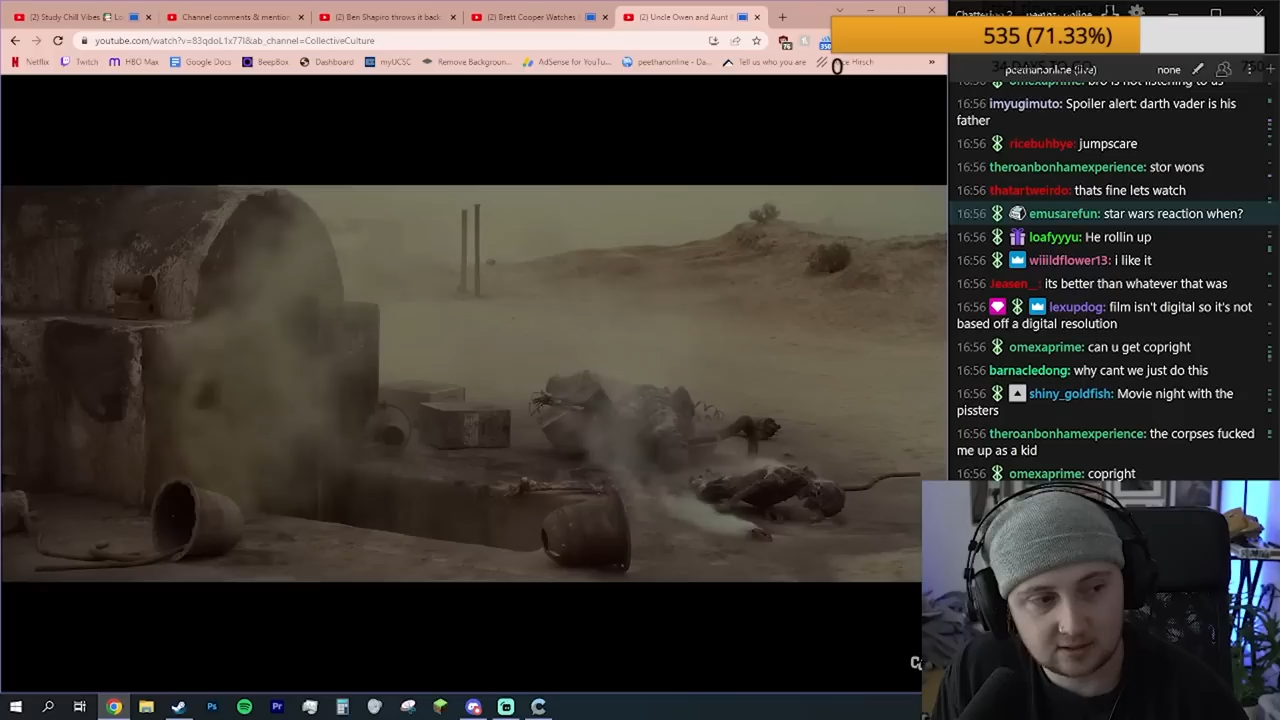 (2) Study Chill Vibes
Channel comments & mention
(2) Ben Shapiro throws it back
(2) Brett Cooper Watches
(2) Uncle Owen and Aunt
youtube.com/watch?v=83qdoL1x77I&ab_channel=CollectiveCulture
Netflix Twitch HBO Max Google Docs BeepBox Dashboard myUCSC Remove Backgroun... AdSense for YouTu... peethanonline - Da... Tell us who you are Hirsch
535 (71.33%)
0
peethanonline (live) none
imyugimuto: Spoiler alert: darth vader is his
father
16:56 ricebuhbye: jumpscare
16:56 theroanbonhamexperience: stor wons
16:56 thatartweirdo: thats fine lets watch
16:56 emusarefun: star wars reaction when?
16:56 loafyyyu: He rollin up
16:56 wiiildflower13: i like it
16:56 Jeasen_: its better than whatever that was
16:56 lexupdog: film isn't digital so it's not
based off a digital resolution
16:56 omexaprime: can u get copright
16:56 barnacledong: why cant we just do this
16:56 shiny_goldfish: Movie night with the
pissters
16:56 theroanbonhamexperience: the corpses fucked
me up as a kid
16:56 omexaprime: copright